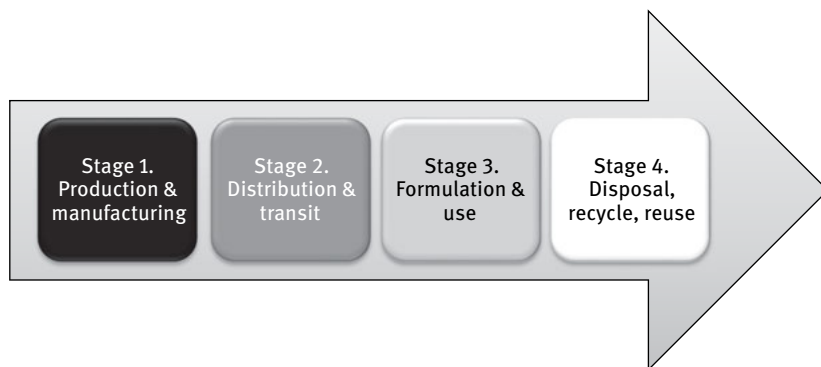 Stage 1.
Production &
manufacturing
Stage 2.
Distribution &
transit
Stage 3.
Formulation &
use
Stage 4.
Disposal,
recycle, reuse